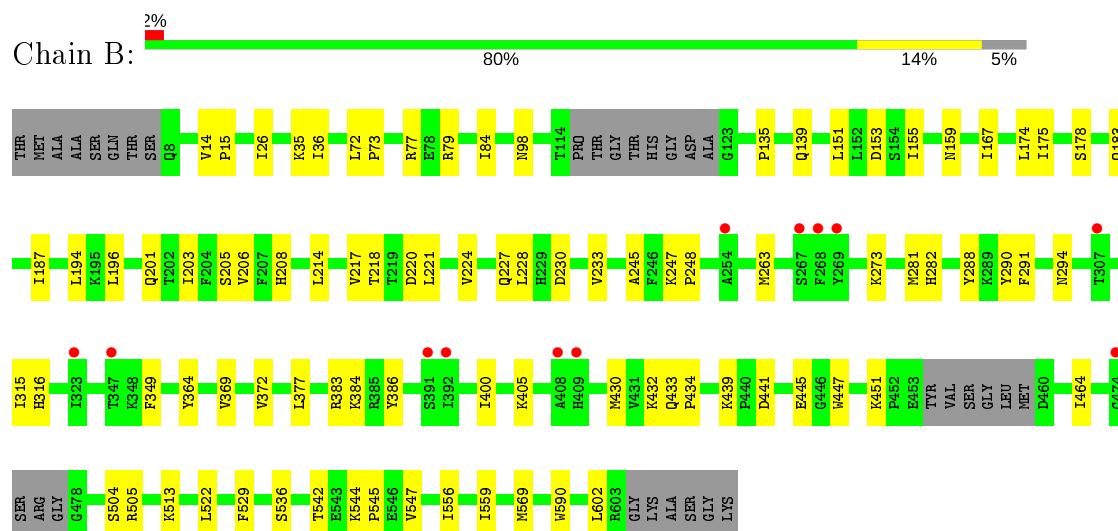 2%
Chain B:
80% 14% 5%
THR MET ALA ALA SER GLN THR SER Q8 V14 P15 I26 K35 I36 L72 P73 R77 E78 R79 I84 N98 T114 PRO THR GLY THR HIS GLY ASP ALA G123 P135 Q139 L151 L152 D153 S154 I155 N159 I167 L174 I175 S178 Q183
I187 L194 K195 L196 Q201 T202 I203 F204 S205 V206 F207 H208 L214 V217 T218 T219 D220 L221 V224 Q227 L228 H229 D230 V233 A245 F246 K247 P248 A254 M263 S267 F268 Y269 K273 M281 H282 Y288 K289 Y290 F291 N294 T307
I315 H316 I323 T347 K348 F349 Y364 V369 V372 L377 R383 K384 R385 Y386 S391 I392 I400 K405 A408 H409 M430 V431 K432 Q433 P434 K439 P440 D441 E445 G446 W447 K451 P452 E453 TYR VAL SER GLY LEU MET D460 I464
SER ARG GLY G478 S504 R505 K513 L522 F529 S536 T542 E543 K544 P545 E546 V547 I556 I559 M569 W590 L602 R603 GLY LYS ALA SER GLY LYS